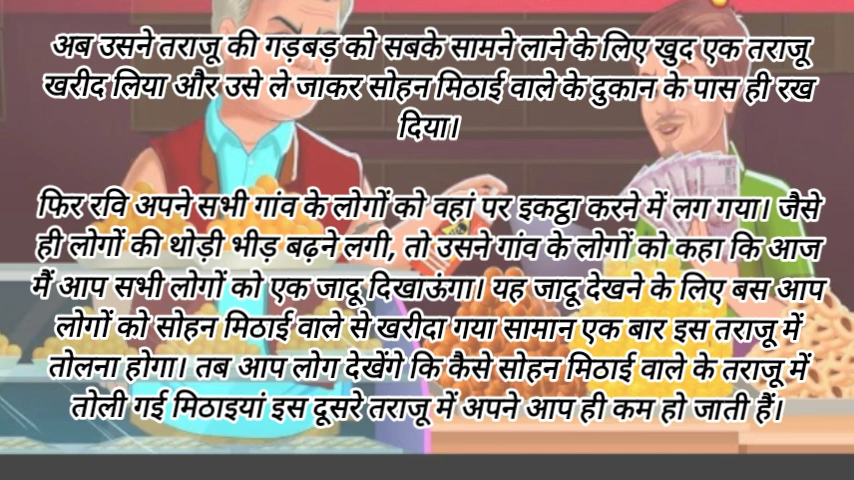 अब उसने तराजू की गड़बड़ को सबके सामने लाने के लिए खुद एक तराजू
खरीद लिया और उसे ले जाकर सोहन मिठाई वाले के दुकान के पास ही रख
दिया।
फिर रवि अपने सभी गांव के लोगों को वहां पर इकट्ठा करने में लग गया। जैसे
ही लोगों की थोड़ी भीड़ बढ़ने लगी, तो उसने गांव के लोगों को कहा कि आज
मैं आप सभी लोगों को एक जादू दिखाऊंगा। यह जादू देखने के लिए बस आप
लोगों को सोहन मिठाई वाले से खरीदा गया सामान एक बार इस तराजू में
तोलना होगा। तब आप लोग देखेंगे कि कैसे सोहन मिठाई वाले के तराजू में
तोली गई मिठाइयां इस दूसरे तराजू में अपने आप ही कम हो जाती हैं।